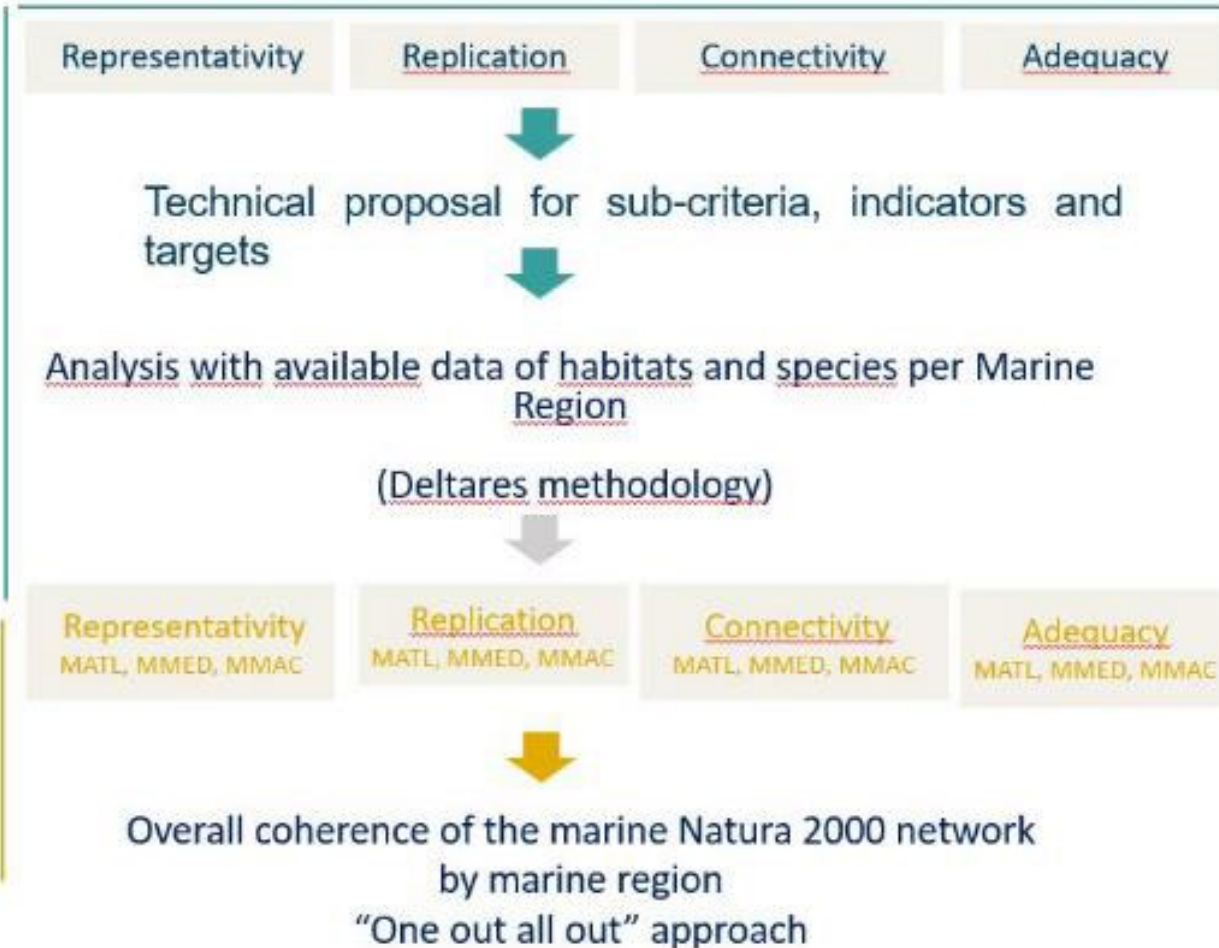 Representativity
Replication
Connectivity
Adequacy
Technical proposal for sub-criteria, indicators and
targets
Analysis with available data of habitats and species per Marine
Region
(Deltares methodology)
Representativity
MATL, MMED, MMAC
Replication
MATL, MMED, MMAC
Connectivity
MATL, MMED, MMAC
Adequacy
MATL, MMED, MMAC
Overall coherence of the marine Natura 2000 network
by marine region
“One out all out” approach